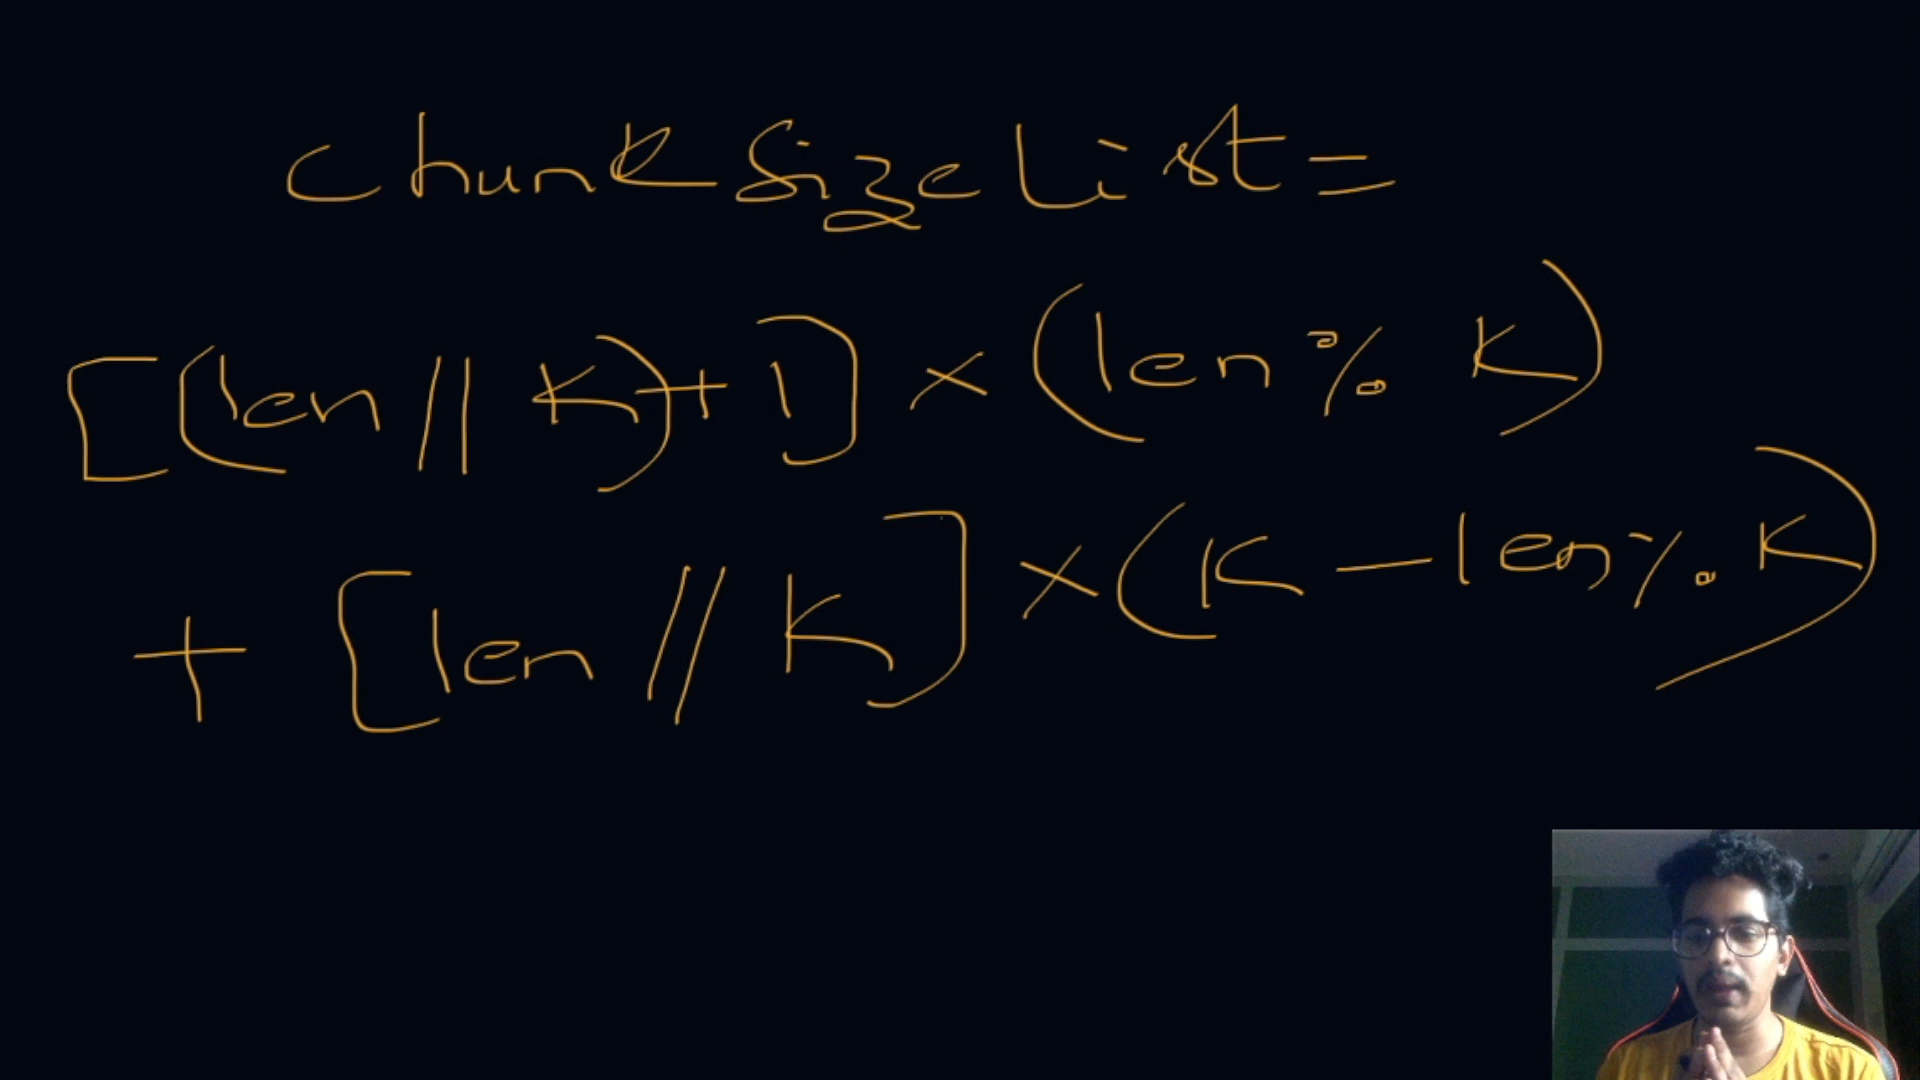 chunkSizeList =
[(len // K) + 1] × (len % K)
+ [len // K] × (K - len % K)